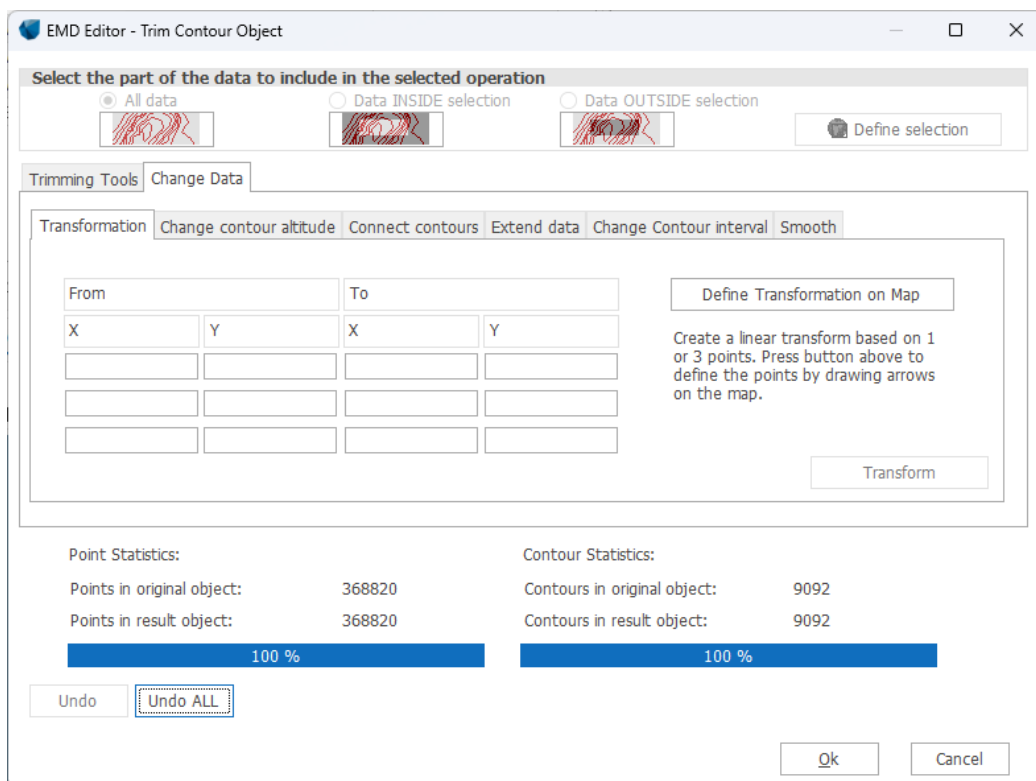 EMD Editor - Trim Contour Object
Select the part of the data to include in the selected operation
All data Data INSIDE selection Data OUTSIDE selection
Define selection
Trimming Tools Change Data
Transformation Change contour altitude Connect contours Extend data Change Contour interval Smooth
From To Define Transformation on Map
X Y X Y
Create a linear transform based on 1
or 3 points. Press button above to
define the points by drawing arrows
on the map.
Transform
Point Statistics: Contour Statistics:
Points in original object: 368820 Contours in original object: 9092
Points in result object: 368820 Contours in result object: 9092
100 % 100 %
Undo Undo ALL
Ok Cancel